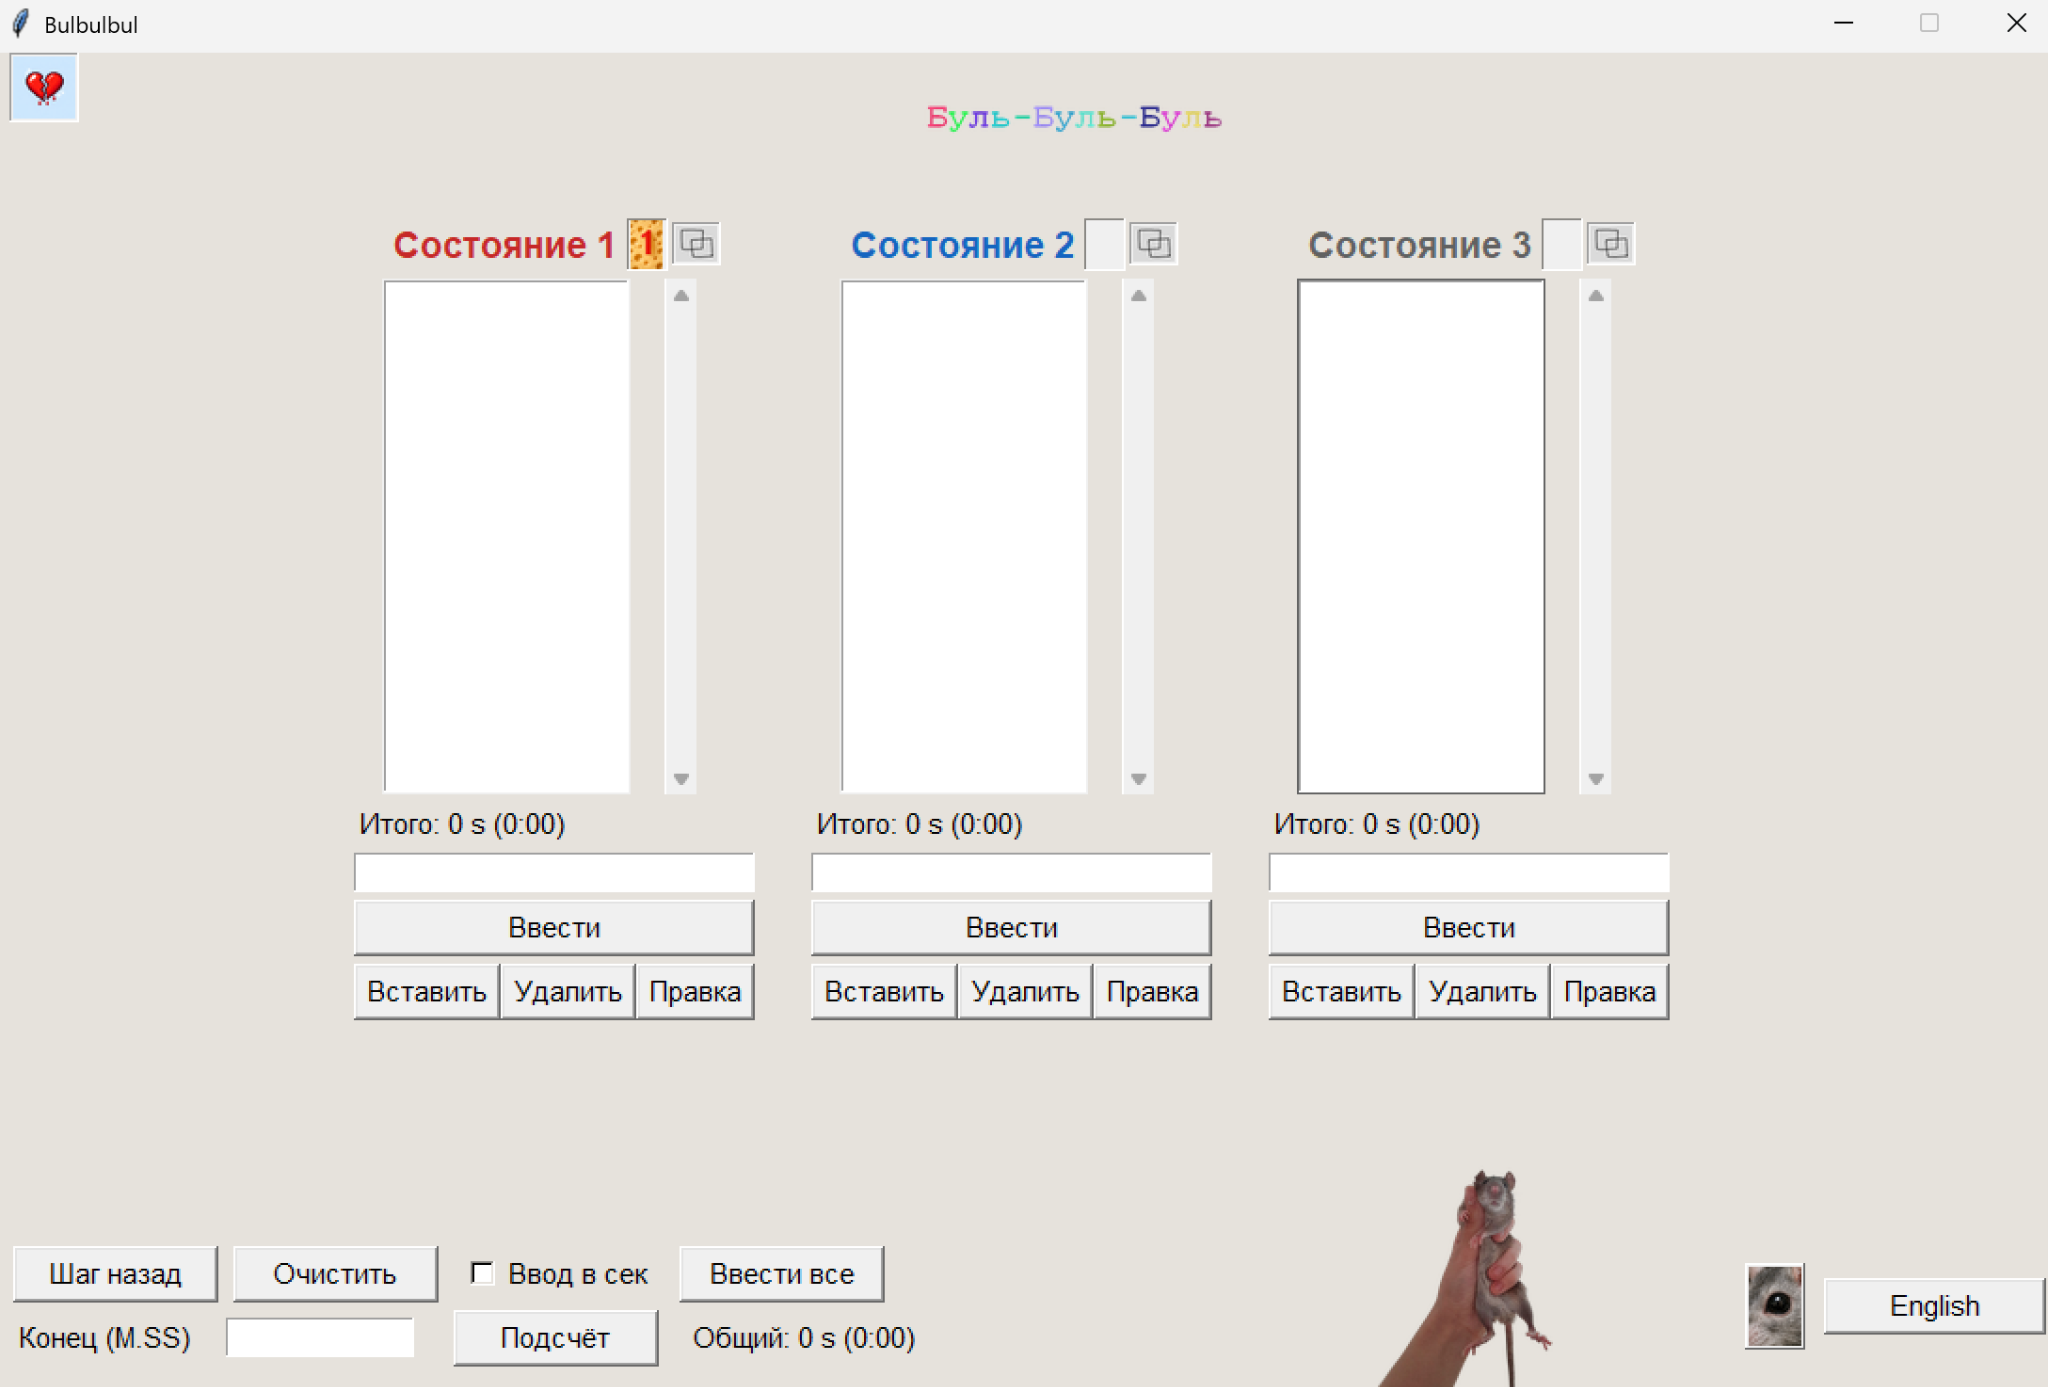 Bulbulbul
Буль-Буль-Буль
Состояние 1 1
Состояние 2
Состояние 3
Итого: 0 s (0:00)
Итого: 0 s (0:00)
Итого: 0 s (0:00)
Ввести
Ввести
Ввести
Вставить Удалить Правка
Вставить Удалить Правка
Вставить Удалить Правка
Шаг назад Очистить Ввод в сек Ввести все
English
Конец (M.SS) Подсчёт Общий: 0 s (0:00)